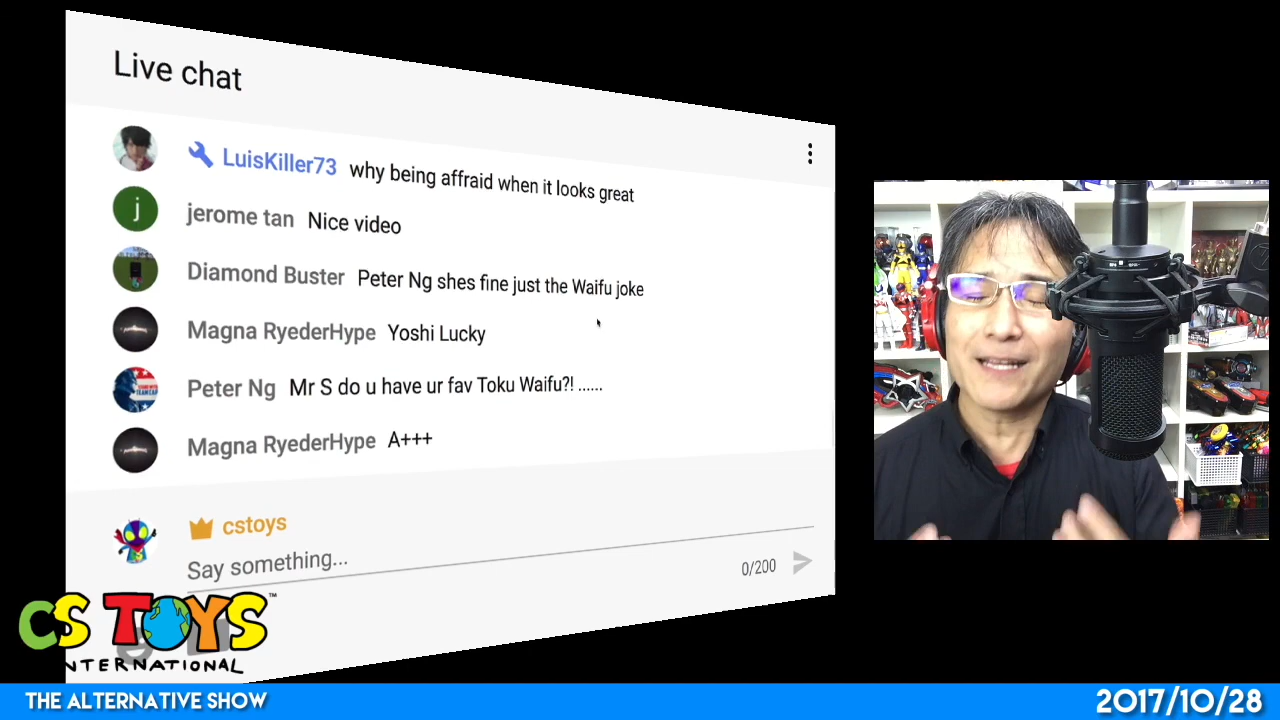 Live chat
LuisKiller73 why being affraid when it looks great
j jerome tan Nice video
Diamond Buster Peter Ng shes fine just the Waifu joke
Magna RyederHype Yoshi Lucky
Peter Ng Mr S do u have ur fav Toku Waifu?! ......
Magna RyederHype A+++
cstoys
Say something...
0/200
CS TOYS™
INTERNATIONAL
THE ALTERNATIVE SHOW
2017/10/28